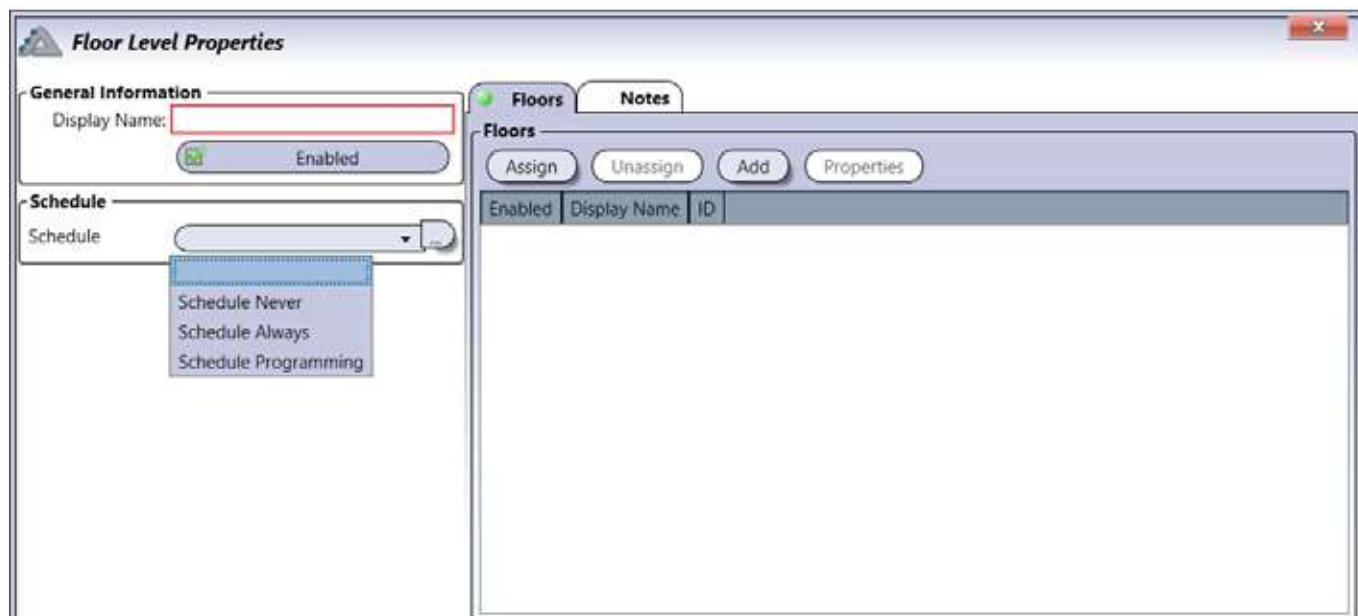 Floor Level Properties
x
General Information
Display Name:
Enabled
Schedule
Schedule
...
Schedule Never
Schedule Always
Schedule Programming
Floors
Notes
Floors
Assign
Unassign
Add
Properties
Enabled Display Name ID